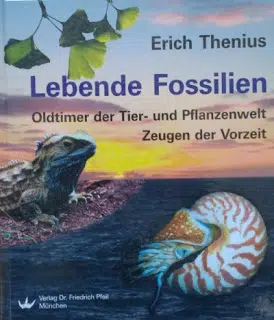 Erich Thenius
Lebende Fossilien
Oldtimer der Tier- und Pflanzenwelt
Zeugen der Vorzeit
Verlag Dr. Friedrich Pfeil
München